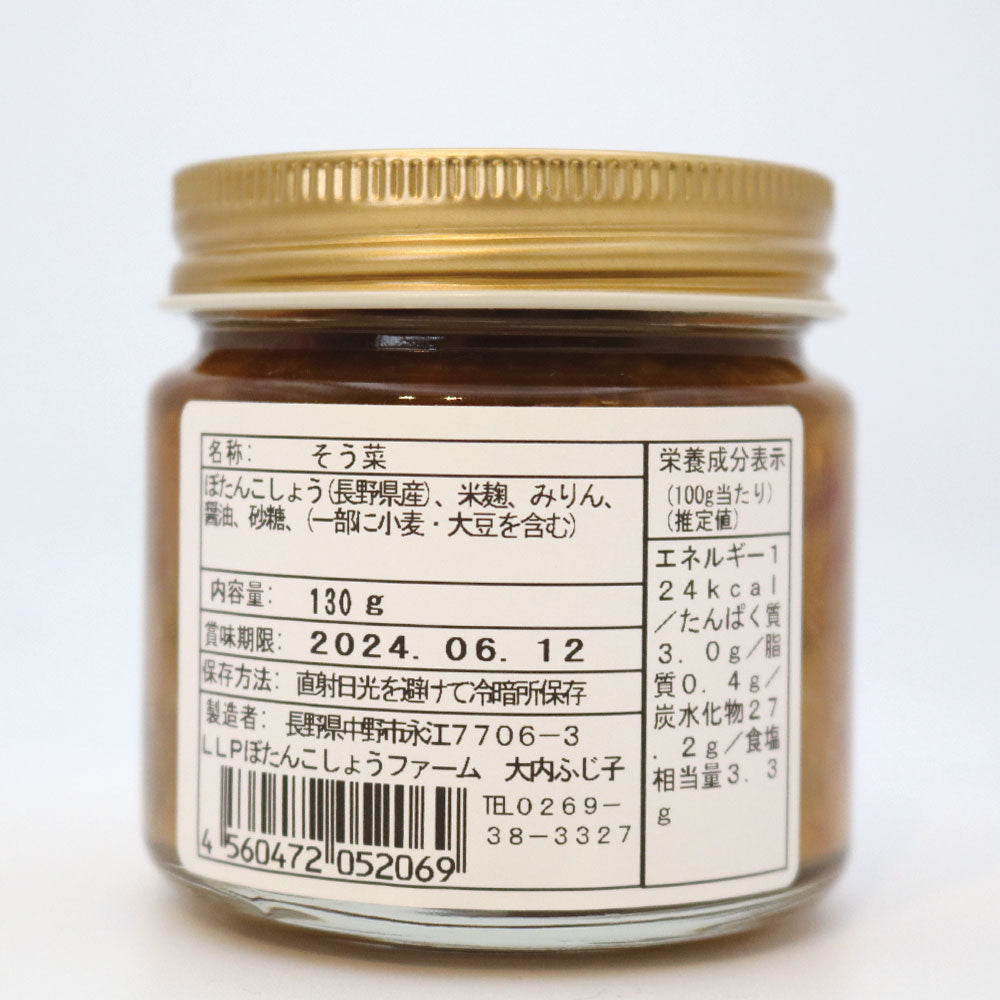 名称: そう菜
ぼたんこしょう(長野県産)、米麹、みりん、
醤油、砂糖、(一部に小麦・大豆を含む)
内容量: 130g
賞味期限: 2024. 06. 12
保存方法: 直射日光を避けて冷暗所保存
製造者: 長野県中野市永江7706-3
LLPぼたんこしょうファーム 大内ふじ子
TEL0269-
38-3327
4 560472 052069
栄養成分表示
(100g当たり)
(推定値)
エネルギー1
24kcal
/たんぱく質
3.0g/脂
質0.4g/
炭水化物27
.2g/食塩
相当量3.3
g